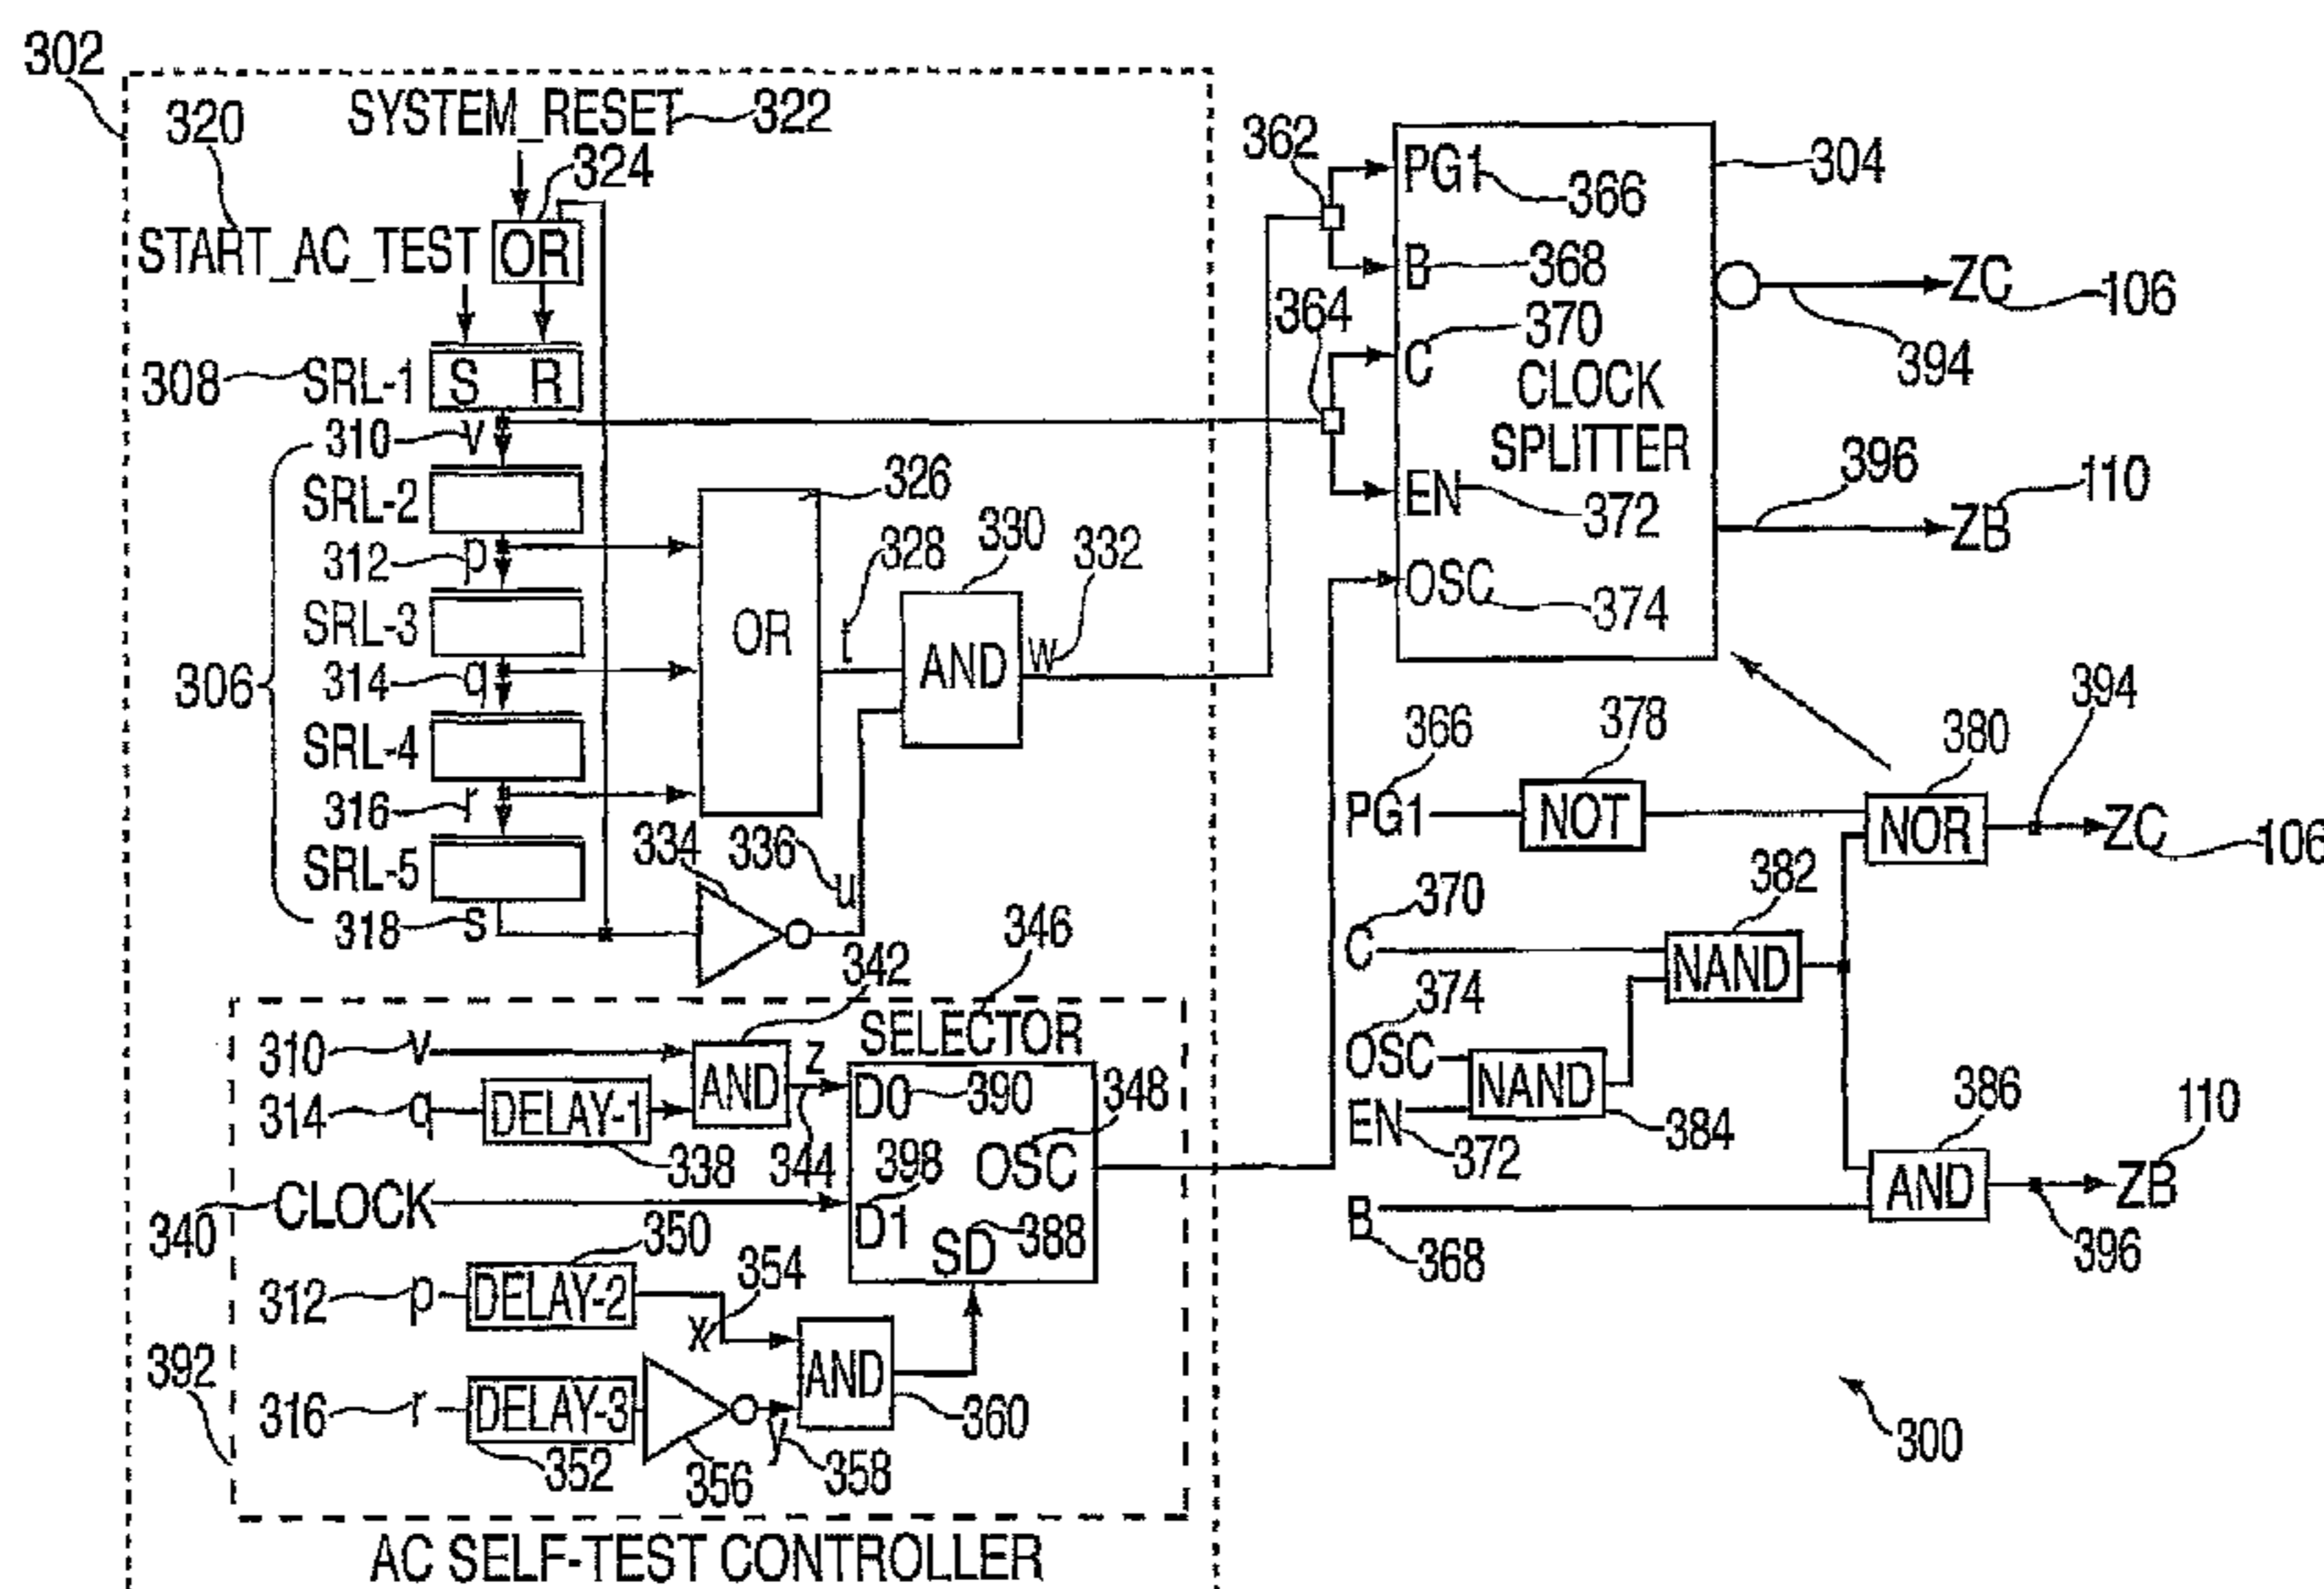 302
SYSTEM_RESET 322
320
324
START_AC_TEST OR
308 SRL-1 S R
310 v
SRL-2
312 p
SRL-3
306
314 q
SRL-4
316 r
SRL-5
318 s
326
OR
328
t
330
AND
w 332
334
336
u
342
346
SELECTOR
310 v
314 q
DELAY-1
338
AND
z
344
D0 390
348
398
OSC
D1
SD 388
340 CLOCK
350
312 p DELAY-2
354
x
392
316 r DELAY-3
352
356
y
358
AND
360
AC SELF-TEST CONTROLLER
362
PG1 366
304
B 368
364
C 370
CLOCK
SPLITTER
EN 372
OSC 374
ZC 106
394
396
110
ZB
366
PG1
378
NOT
380
NOR
394
ZC 106
370
C
382
NAND
374
OSC
NAND
384
EN
372
B
368
386
AND
110
ZB
396
300